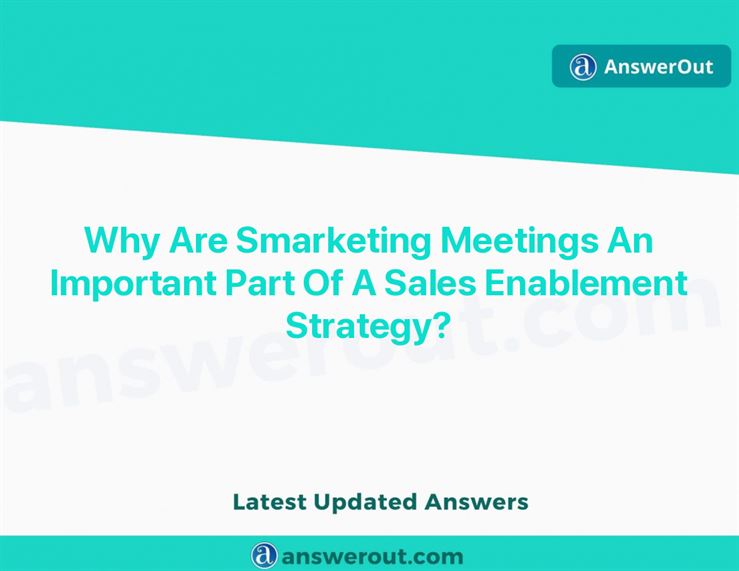 AnswerOut
Why Are Smarketing Meetings An
Important Part Of A Sales Enablement
Strategy?
answerout.com
Latest Updated Answers
answerout.com